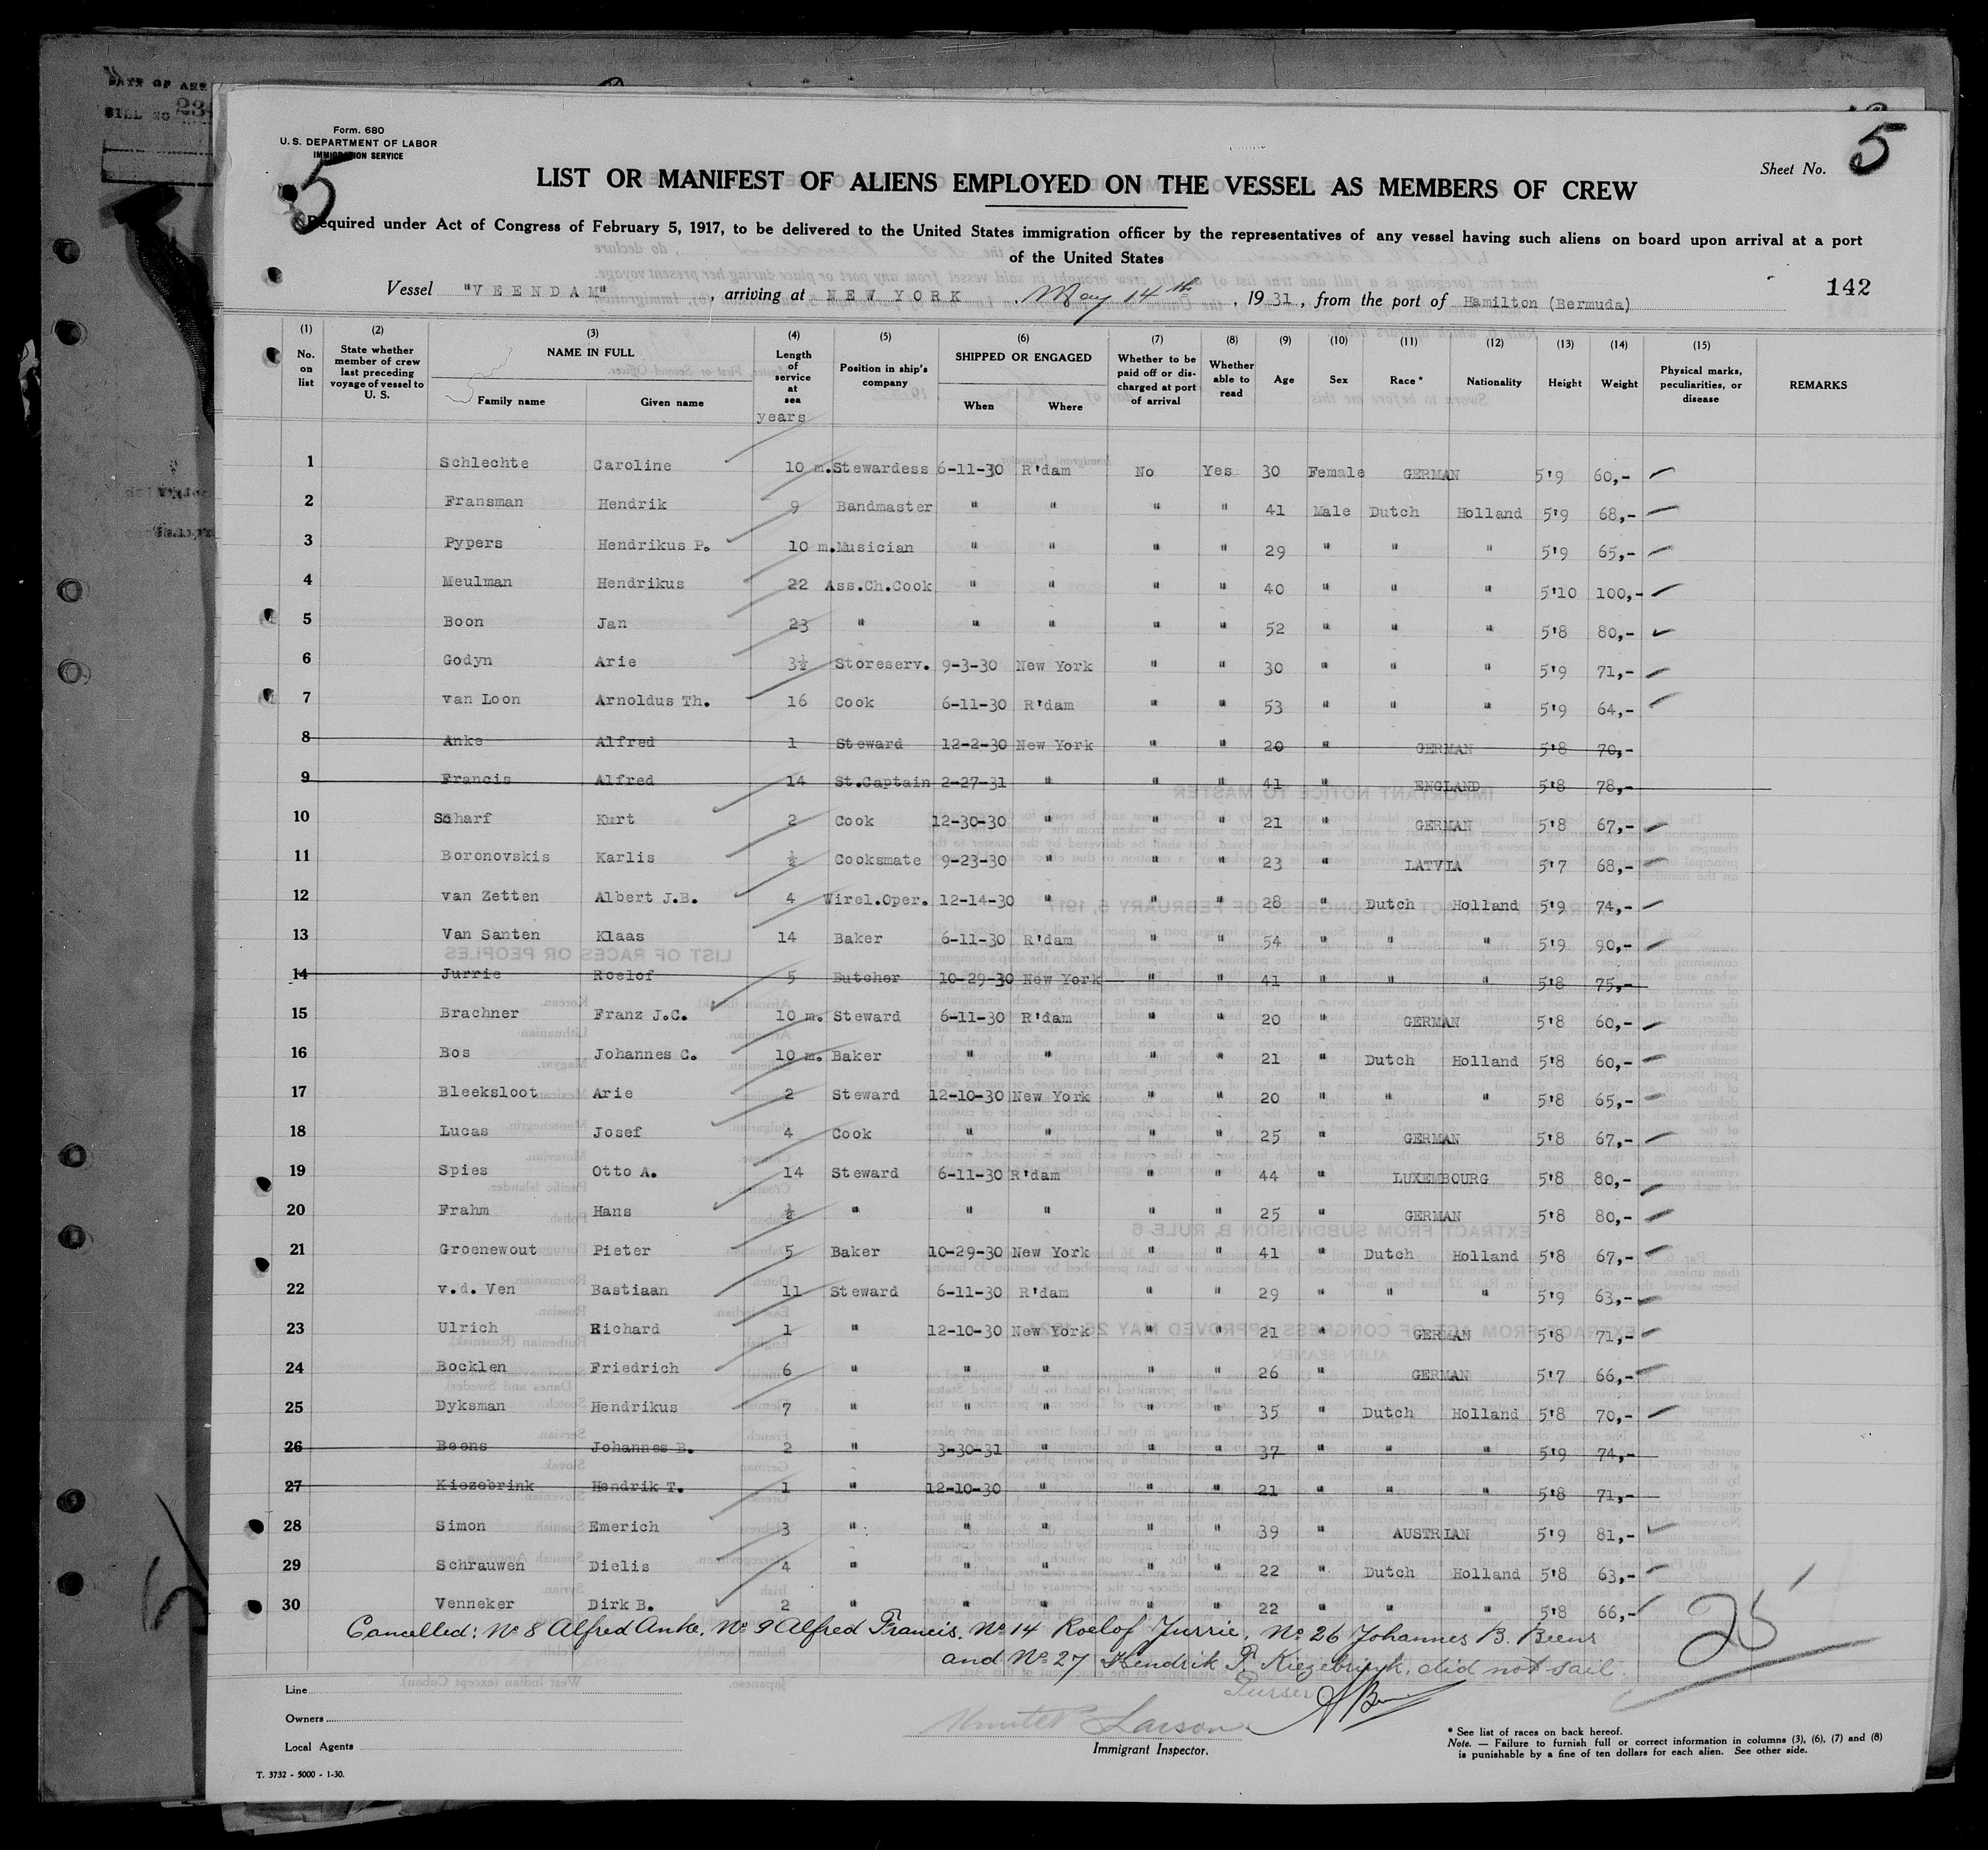 DATE OF ARR
BILL NO 23
Form. 680
U. S. DEPARTMENT OF LABOR
IMMIGRATION SERVICE
5
Sheet No. 5
LIST OR MANIFEST OF ALIENS EMPLOYED ON THE VESSEL AS MEMBERS OF CREW
Required under Act of Congress of February 5, 1917, to be delivered to the United States immigration officer by the representatives of any vessel having such aliens on board upon arrival at a port
of the United States
142
Vessel "VEENDAM", arriving at NEW YORK, May 14th, 1931, from the port of Hamilton (Bermuda)
(1) No. on list (2) State whether member of crew last preceding voyage of vessel to U. S. (3) NAME IN FULL Family name Given name (4) Length of service at sea years (5) Position in ship's company (6) SHIPPED OR ENGAGED When Where (7) Whether to be paid off or discharged at port of arrival (8) Whether able to read (9) Age (10) Sex (11) Race* (12) Nationality (13) Height (14) Weight (15) Physical marks, peculiarities, or disease REMARKS
1 Schlechte Caroline 10 m. Stewardess 6-11-30 R'dam No Yes 30 Female GERMAN 5'9 60,-
2 Fransman Hendrik 9 Bandmaster " " " " 41 Male Dutch Holland 5'9 68,-
3 Pypers Hendrikus P. 10 m. Musician " " " " 29 " " " 5'9 65,-
4 Meulman Hendrikus 22 Ass.Ch.Cook " " " " 40 " " " 5'10 100,-
5 Boon Jan 23 " " " " " 52 " " " 5'8 80,-
6 Godyn Arie 3½ Storeserv. 9-3-30 New York " " 30 " " " 5'9 71,-
7 van Loon Arnoldus Th. 16 Cook 6-11-30 R'dam " " 53 " " " 5'9 64,-
8 Anke Alfred 1 Steward 12-2-30 New York " " 20 " GERMAN 5'8 70,-
9 Francis Alfred 14 St.Captain 2-27-31 " " " 41 " ENGLAND 5'8 78,-
10 Scharf Kurt 2 Cook 12-30-30 " " " 21 " GERMAN 5'8 67,-
11 Boronovskis Karlis ½ Cooksmate 9-23-30 " " " 23 " LATVIA 5'7 68,-
12 van Zetten Albert J.B. 4 Wirel.Oper. 12-14-30 " " " 28 " Dutch Holland 5'9 74,-
13 Van Santen Klaas 14 Baker 6-11-30 R'dam " " 54 " " " 5'9 90,-
14 Jurrie Roelof 5 Butcher 10-29-30 New York " " 41 " " " 5'8 75,-
15 Brachner Franz J.C. 10 m. Steward 6-11-30 R'dam " " 20 " GERMAN 5'8 60,-
16 Bos Johannes C. 10 m. Baker " " " " 21 " Dutch Holland 5'8 60,-
17 Bleeksloot Arie 2 Steward 12-10-30 New York " " 20 " " " 5'8 65,-
18 Lucas Josef 4 Cook " " " " 25 " GERMAN 5'8 67,-
19 Spies Otto A. 14 Steward 6-11-30 R'dam " " 44 " LUXEMBOURG 5'8 80,-
20 Frahm Hans ½ " " " " " 25 " GERMAN 5'8 80,-
21 Groenewout Pieter 5 Baker 10-29-30 New York " " 41 " Dutch Holland 5'8 67,-
22 v.d. Ven Bastiaan 11 Steward 6-11-30 R'dam " " 29 " " " 5'9 63,-
23 Ulrich Richard 1 " 12-10-30 New York " " 21 " GERMAN 5'8 71,-
24 Bocklen Friedrich 6 " " " " " 26 " GERMAN 5'7 66,-
25 Dyksman Hendrikus 7 " " " " " 35 " Dutch Holland 5'8 70,-
26 Beens Johannes B. 2 " 3-30-31 " " " 37 " " " 5'9 74,-
27 Kiezebrink Hendrik T. 1 " 12-10-30 " " " 21 " " " 5'8 71,-
28 Simon Emerich 3 " " " " " 39 " AUSTRIAN 5'9 81,-
29 Schrauwen Dielis 4 " " " " " 22 " Dutch Holland 5'8 63,-
30 Venneker Dirk B. 2 " " " " " 22 " " " 5'8 66,-
Cancelled: No 8 Alfred Anke, No 9 Alfred Francis, No 14 Roelof Jurrie, No 26 Johannes B. Beens
and No 27 Hendrik T. Kiezebrink, did not sail.
25
Purser
Line
Owners
Local Agents
Larson
Immigrant Inspector.
* See list of races on back hereof.
Note. — Failure to furnish full or correct information in columns (3), (6), (7) and (8)
is punishable by a fine of ten dollars for each alien. See other side.
T. 3732 - 5000 - 1-30.